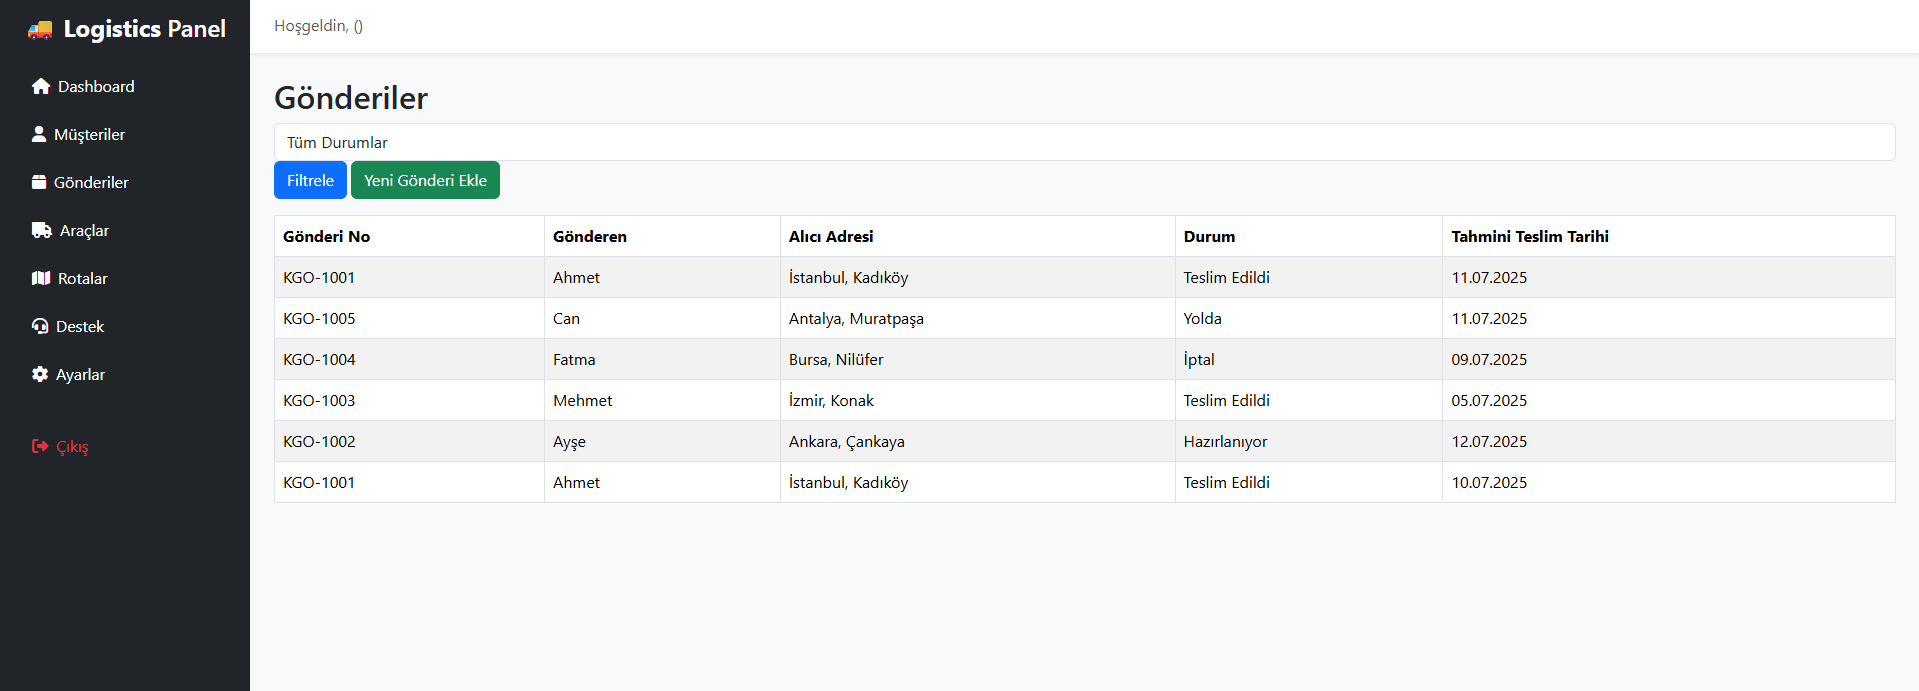 Logistics Panel
Hoşgeldin, ()
Dashboard
Müşteriler
Gönderiler
Araçlar
Rotalar
Destek
Ayarlar
Çıkış
Gönderiler
Tüm Durumlar
Filtrele Yeni Gönderi Ekle
Gönderi No Gönderen Alıcı Adresi Durum Tahmini Teslim Tarihi
KGO-1001 Ahmet İstanbul, Kadıköy Teslim Edildi 11.07.2025
KGO-1005 Can Antalya, Muratpaşa Yolda 11.07.2025
KGO-1004 Fatma Bursa, Nilüfer İptal 09.07.2025
KGO-1003 Mehmet İzmir, Konak Teslim Edildi 05.07.2025
KGO-1002 Ayşe Ankara, Çankaya Hazırlanıyor 12.07.2025
KGO-1001 Ahmet İstanbul, Kadıköy Teslim Edildi 10.07.2025